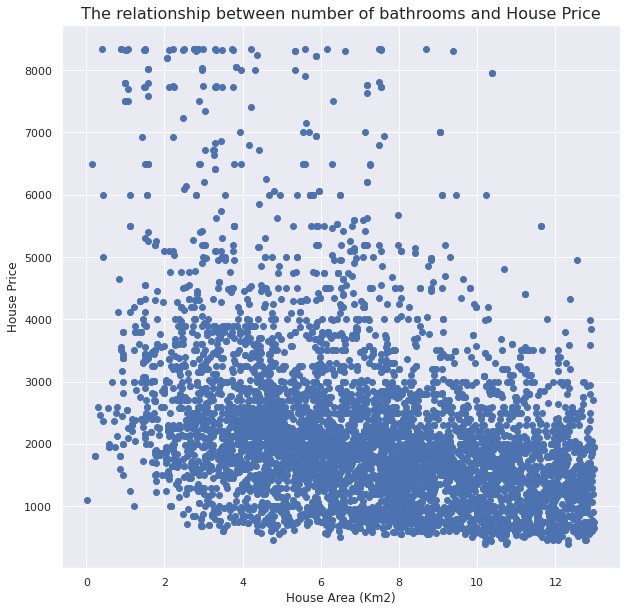 The relationship between number of bathrooms and House Price
8000
7000
6000
5000
4000
3000
2000
1000
House Price
0 2 4 6 8 10 12
House Area (Km2)